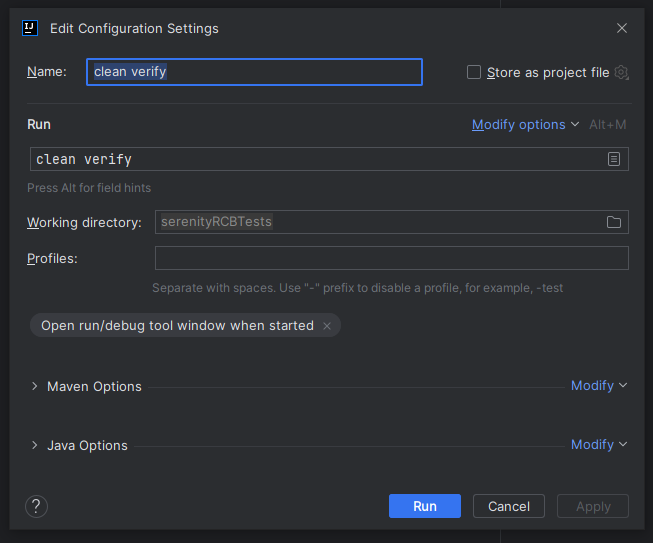 IJ Edit Configuration Settings
Name: clean verify Store as project file
Run Modify options Alt+M
clean verify
Press Alt for field hints
Working directory: serenityRCBTests
Profiles:
Separate with spaces. Use "-" prefix to disable a profile, for example, -test
Open run/debug tool window when started ×
Maven Options Modify
Java Options Modify
? Run Cancel Apply